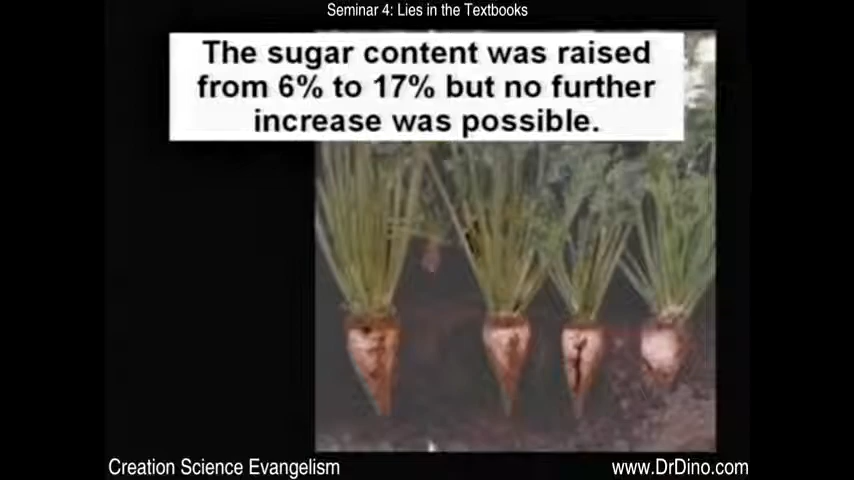 Seminar 4: Lies in the Textbooks
The sugar content was raised
from 6% to 17% but no further
increase was possible.
Creation Science Evangelism
www.DrDino.com